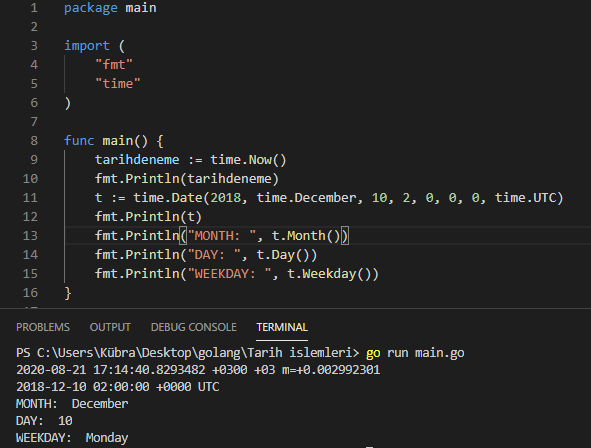 1 package main
2
3 import (
4     "fmt"
5     "time"
6 )
7
8 func main() {
9     tarihdeneme := time.Now()
10     fmt.Println(tarihdeneme)
11     t := time.Date(2018, time.December, 10, 2, 0, 0, 0, time.UTC)
12     fmt.Println(t)
13     fmt.Println("MONTH: ", t.Month())
14     fmt.Println("DAY: ", t.Day())
15     fmt.Println("WEEKDAY: ", t.Weekday())
16 }
PROBLEMS OUTPUT DEBUG CONSOLE TERMINAL
PS C:\Users\Kübra\Desktop\golang\Tarih islemleri> go run main.go
2020-08-21 17:14:40.8293482 +0300 +03 m=+0.002992301
2018-12-10 02:00:00 +0000 UTC
MONTH:  December
DAY:  10
WEEKDAY:  Monday